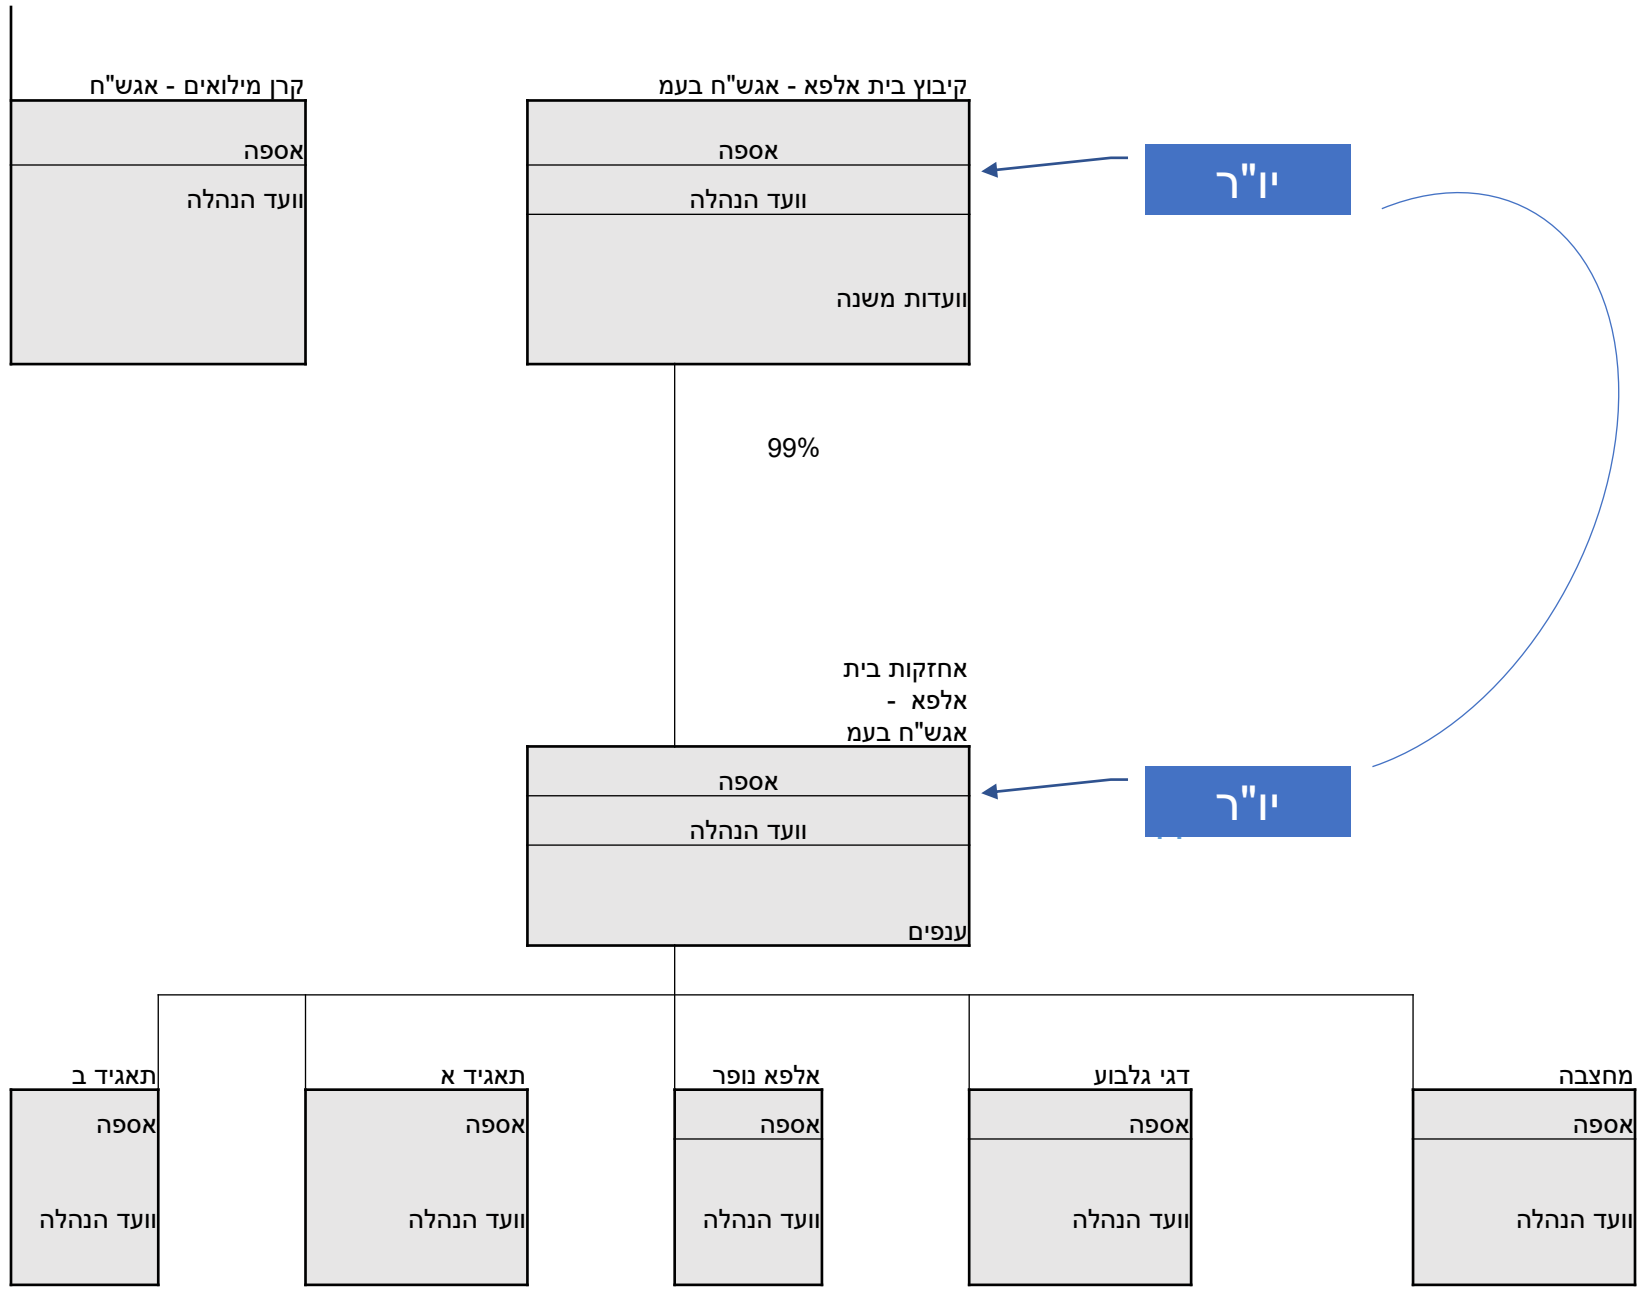 קיבוץ בית אלפא - אגש"ח בעמ
אספה
וועד הנהלה
וועדות משנה
יו"ר
קרן מילואים - אגש"ח
אספה
וועד הנהלה
99%
אחזקות בית
אלפא -
אגש"ח בעמ
אספה
וועד הנהלה
ענפים
יו"ר
מחצבה
אספה
וועד הנהלה
דגי גלבוע
אספה
וועד הנהלה
אלפא נופר
אספה
וועד הנהלה
תאגיד א
אספה
וועד הנהלה
תאגיד ב
אספה
וועד הנהלה